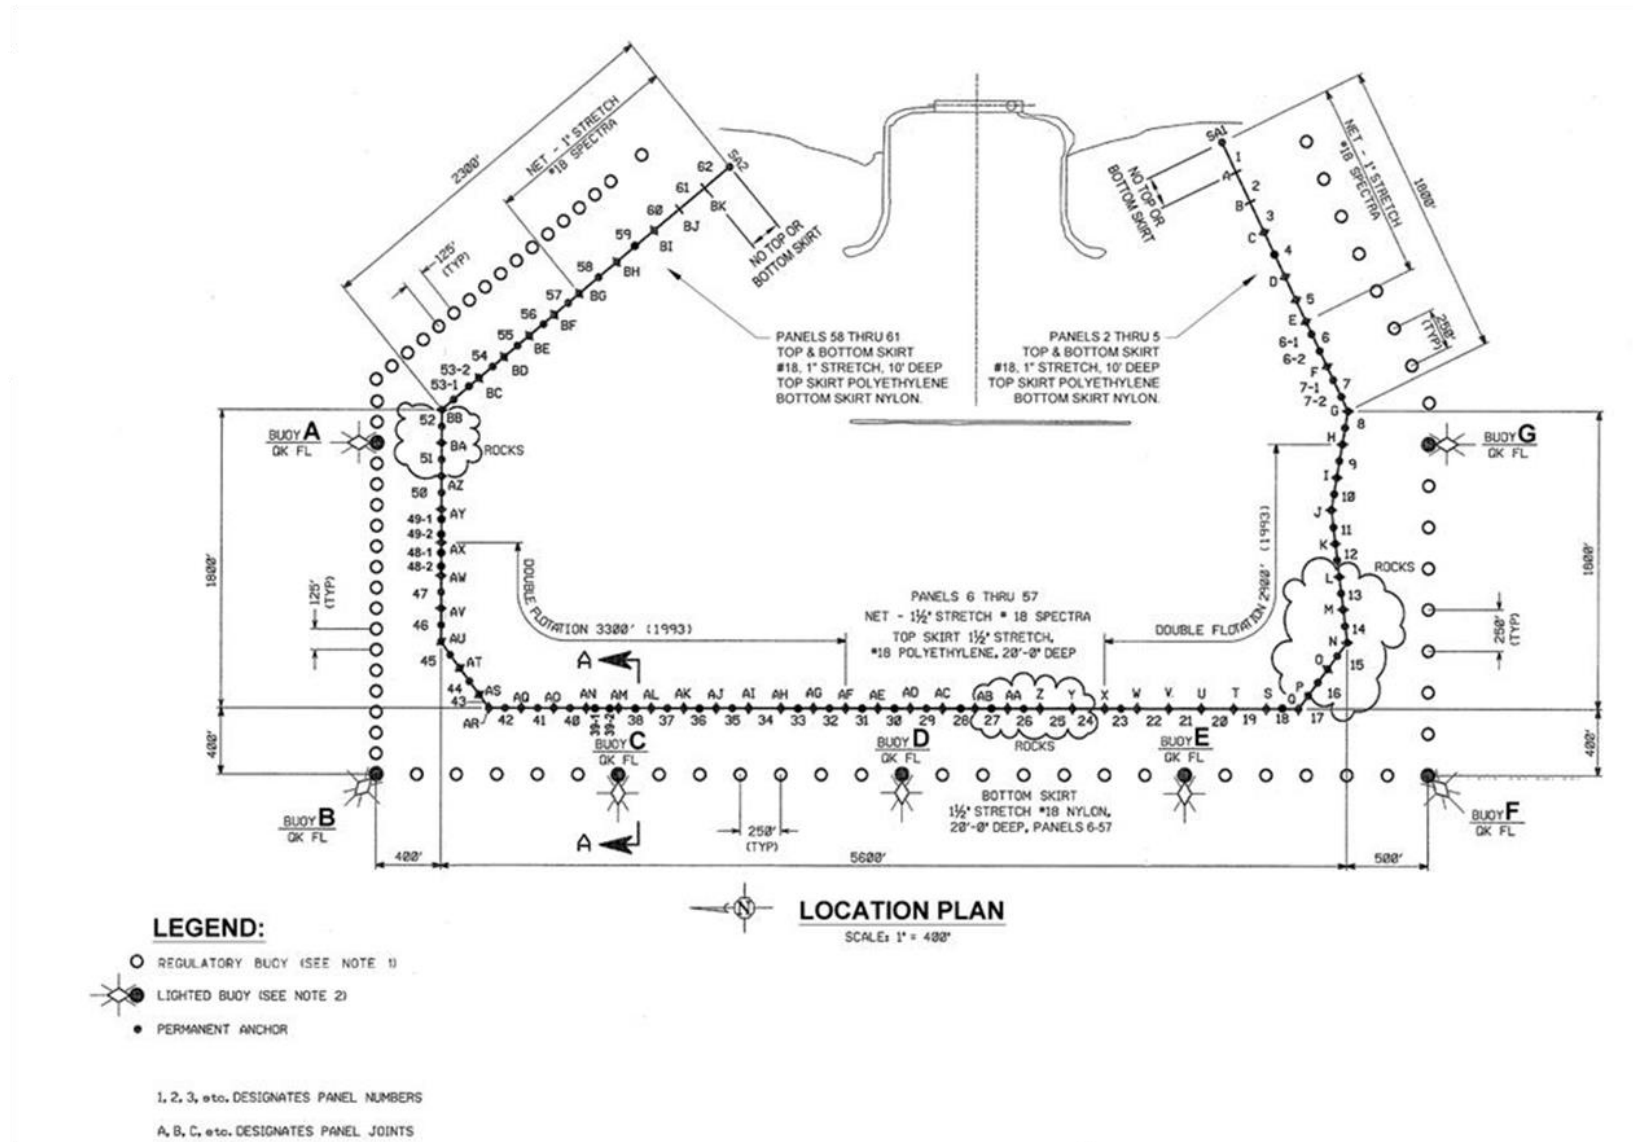 2300'
NET - 1" STRETCH
#18 SPECTRA
125'
(TYP)
SA2
62
61
BK
60
BJ
59
BI
58
BH
57
BG
56
BF
55
BE
54
BD
53-2
53-1
BC
NO TOP OR
BOTTOM SKIRT
SA1
1
A
2
B
3
C
4
D
5
E
6
6-1
6-2
F
7
7-1
7-2
G
8
NO TOP OR
BOTTOM SKIRT
NET - 1" STRETCH
#18 SPECTRA
1800'
250'
(TYP)
PANELS 58 THRU 61
TOP & BOTTOM SKIRT
#18, 1" STRETCH, 10' DEEP
TOP SKIRT POLYETHYLENE
BOTTOM SKIRT NYLON.
PANELS 2 THRU 5
TOP & BOTTOM SKIRT
#18, 1" STRETCH, 10' DEEP
TOP SKIRT POLYETHYLENE
BOTTOM SKIRT NYLON.
52
BB
BUOY A
QK FL
BA
ROCKS
51
50
AZ
49-1
AY
49-2
48-1
AX
48-2
AW
47
AV
46
AU
45
AT
44
43
AS
AR
1800'
125'
(TYP)
400'
DOUBLE FLOTATION 3300' (1993)
H
9
I
10
J
11
K
12
L
13
M
14
N
15
O
P
16
Q
17
ROCKS
BUOY G
QK FL
1800'
250'
(TYP)
400'
DOUBLE FLOTATION 2900' (1993)
PANELS 6 THRU 57
NET - 1½" STRETCH # 18 SPECTRA
TOP SKIRT 1½" STRETCH,
#18 POLYETHYLENE, 20'-0" DEEP
A
AQ AO AN AM AL AK AJ AI AH AG AF AE AD AC AB AA Z Y X W V U T S
42 41 40 39-1 39-2 38 37 36 35 34 33 32 31 30 29 28 27 26 25 24 23 22 21 20 19 18
ROCKS
BUOY C
QK FL
BUOY D
QK FL
BUOY E
QK FL
BUOY B
QK FL
BUOY F
QK FL
BOTTOM SKIRT
1½" STRETCH #18 NYLON,
20'-0" DEEP, PANELS 6-57
A
250'
(TYP)
400'
5600'
500'
N
LOCATION PLAN
SCALE: 1" = 400'
LEGEND:
REGULATORY BUOY (SEE NOTE 1)
LIGHTED BUOY (SEE NOTE 2)
PERMANENT ANCHOR
1, 2, 3, etc. DESIGNATES PANEL NUMBERS
A, B, C, etc. DESIGNATES PANEL JOINTS